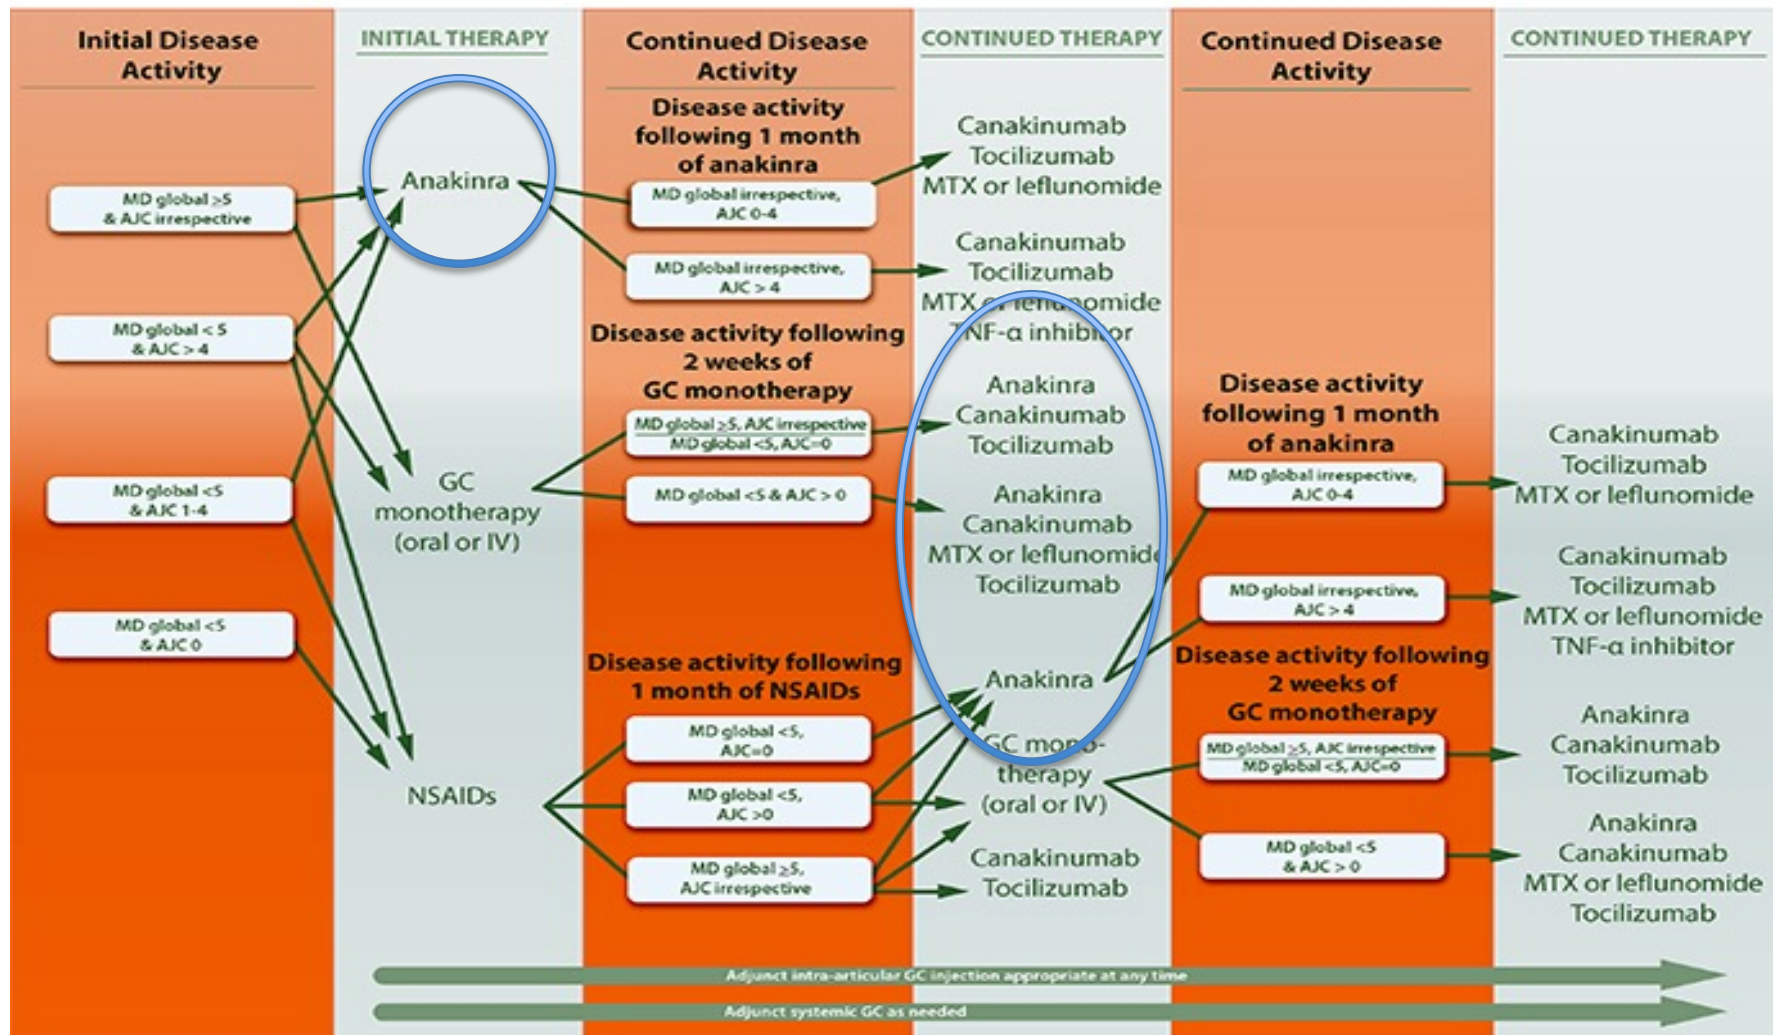 Initial Disease
Activity
MD global ≥5
& AJC irrespective
MD global < 5
& AJC > 4
MD global <5
& AJC 1-4
MD global <5
& AJC 0
INITIAL THERAPY
Anakinra
GC
monotherapy
(oral or IV)
NSAIDs
Continued Disease
Activity
Disease activity
following 1 month
of anakinra
MD global irrespective,
AJC 0-4
MD global irrespective,
AJC > 4
Disease activity following
2 weeks of
GC monotherapy
MD global ≥5, AJC irrespective
MD global <5, AJC=0
MD global <5 & AJC > 0
Disease activity following
1 month of NSAIDs
MD global <5,
AJC=0
MD global <5,
AJC >0
MD global ≥5,
AJC irrespective
CONTINUED THERAPY
Canakinumab
Tocilizumab
MTX or leflunomide
Canakinumab
Tocilizumab
MTX or leflunomide
TNF-α inhibitor
Anakinra
Canakinumab
Tocilizumab
Anakinra
Canakinumab
MTX or leflunomide
Tocilizumab
Anakinra
GC mono-
therapy
(oral or IV)
Canakinumab
Tocilizumab
Continued Disease
Activity
Disease activity
following 1 month
of anakinra
MD global irrespective,
AJC 0-4
MD global irrespective,
AJC > 4
Disease activity following
2 weeks of
GC monotherapy
MD global ≥5, AJC irrespective
MD global <5, AJC=0
MD global <5
& AJC > 0
CONTINUED THERAPY
Canakinumab
Tocilizumab
MTX or leflunomide
Canakinumab
Tocilizumab
MTX or leflunomide
TNF-α inhibitor
Anakinra
Canakinumab
Tocilizumab
Anakinra
Canakinumab
MTX or leflunomide
Tocilizumab
Adjunct intra-articular GC injection appropriate at any time
Adjunct systemic GC as needed